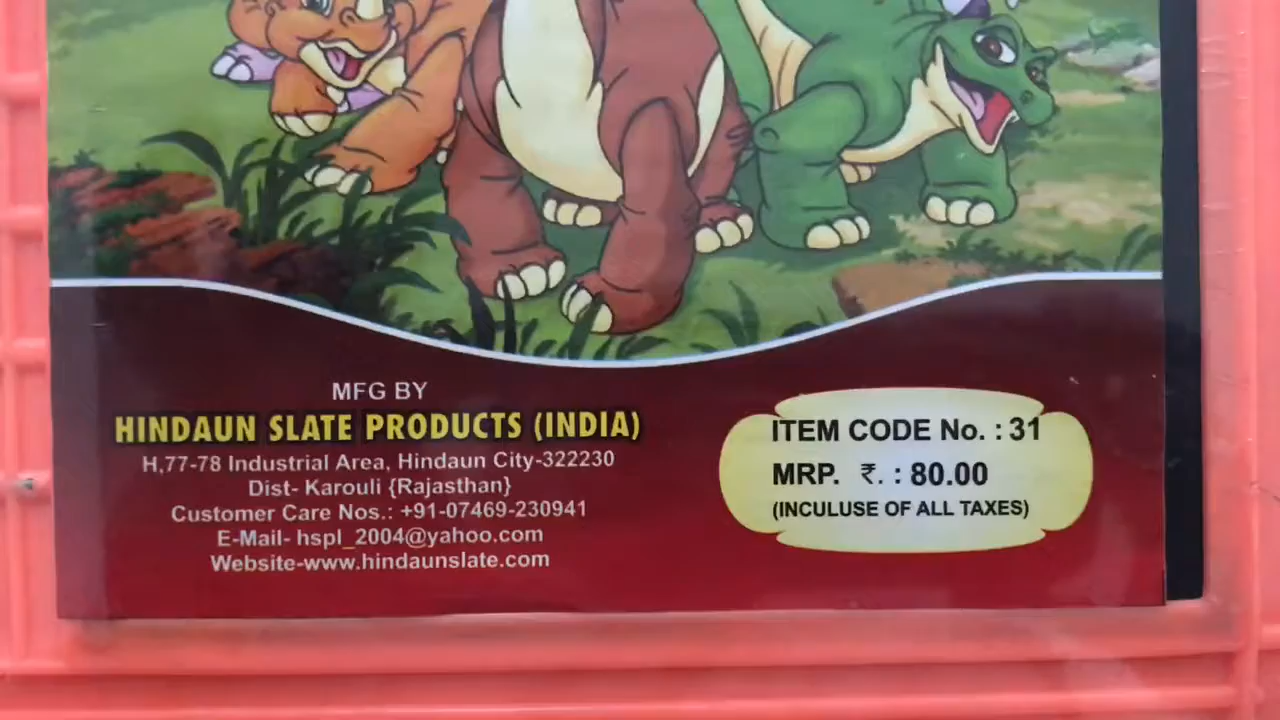 MFG BY
HINDAUN SLATE PRODUCTS (INDIA)
H,77-78 Industrial Area, Hindaun City-322230
Dist- Karouli {Rajasthan}
Customer Care Nos.: +91-07469-230941
E-Mail- hspl_2004@yahoo.com
Website-www.hindaunslate.com
ITEM CODE No. : 31
MRP. ₹. : 80.00
(INCULUSE OF ALL TAXES)